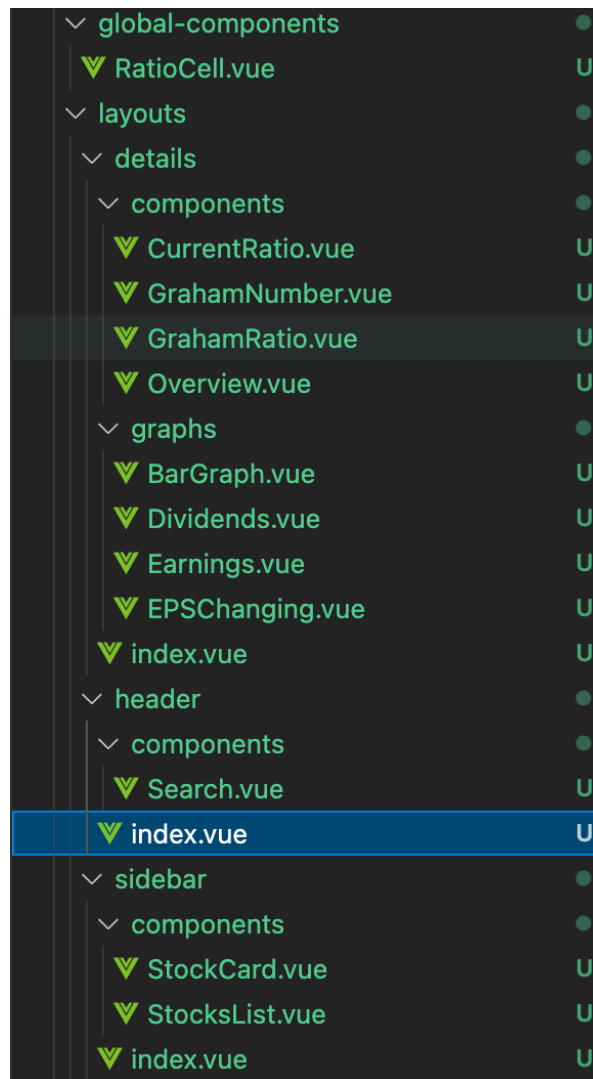 global-components
RatioCell.vue U
layouts
details
components
CurrentRatio.vue U
GrahamNumber.vue U
GrahamRatio.vue U
Overview.vue U
graphs
BarGraph.vue U
Dividends.vue U
Earnings.vue U
EPSChanging.vue U
index.vue U
header
components
Search.vue U
index.vue U
sidebar
components
StockCard.vue U
StocksList.vue U
index.vue U